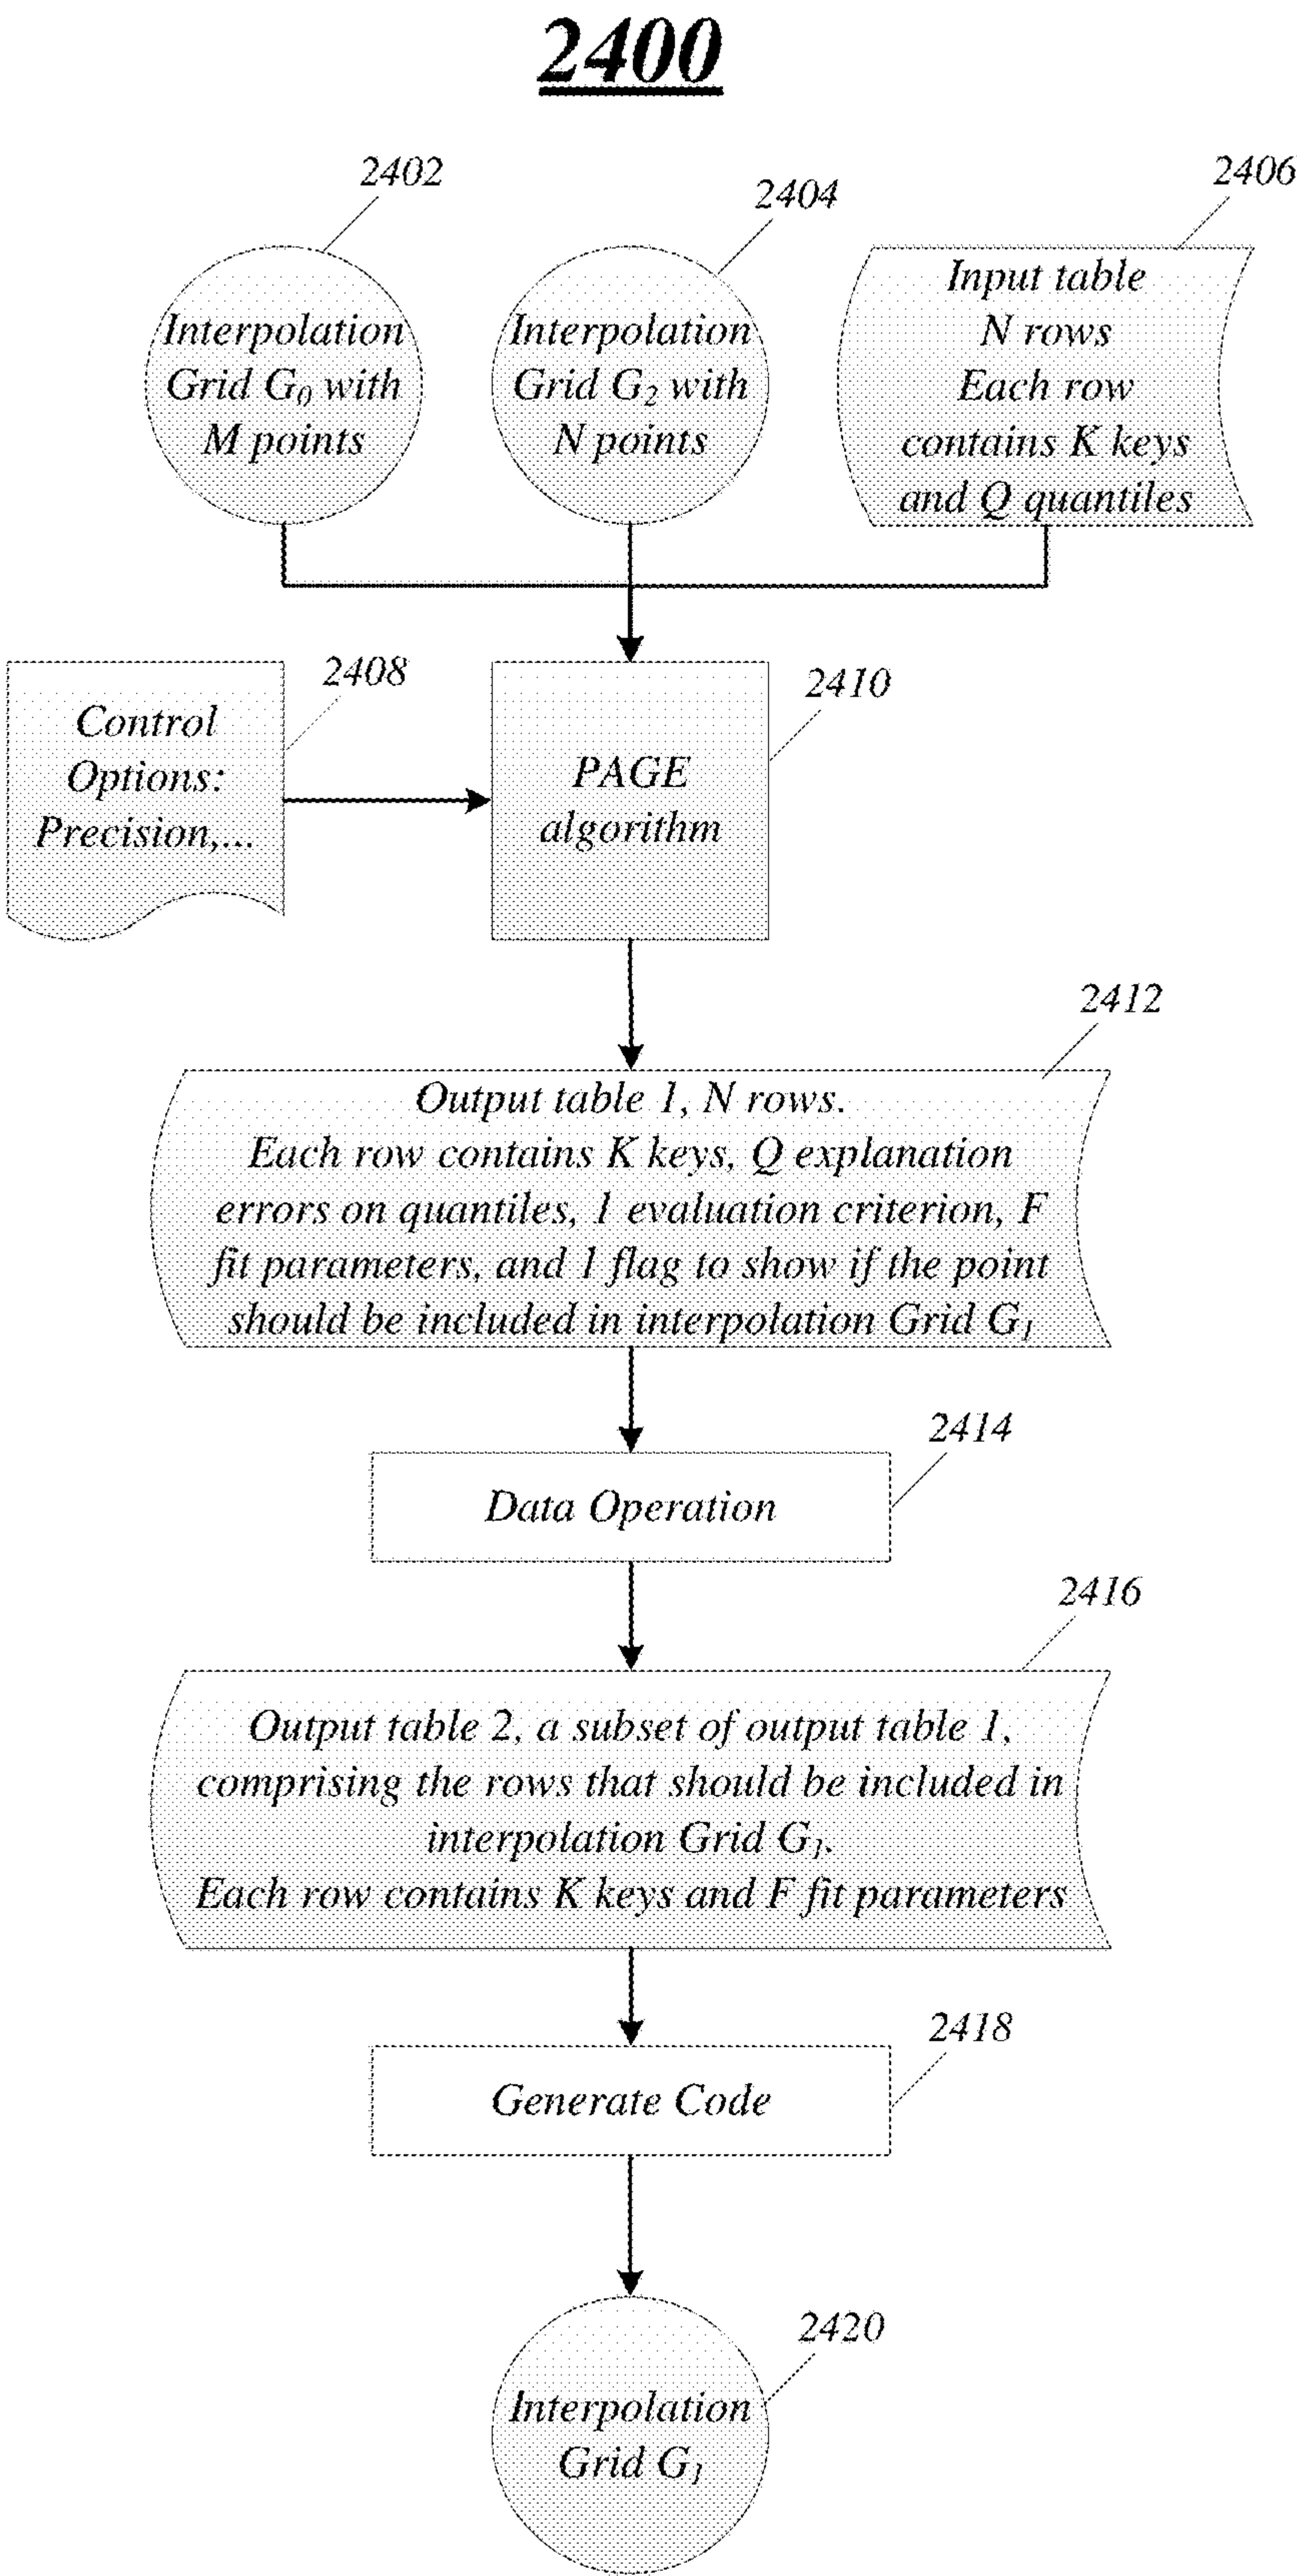 2400
2402
2404
2406
Interpolation
Grid G0 with
M points
Interpolation
Grid G2 with
N points
Input table
N rows
Each row
contains K keys
and Q quantiles
2408
2410
Control
Options:
Precision,...
PAGE
algorithm
2412
Output table 1, N rows.
Each row contains K keys, Q explanation
errors on quantiles, 1 evaluation criterion, F
fit parameters, and 1 flag to show if the point
should be included in interpolation Grid G1
2414
Data Operation
2416
Output table 2, a subset of output table 1,
comprising the rows that should be included in
interpolation Grid G1.
Each row contains K keys and F fit parameters
2418
Generate Code
2420
Interpolation
Grid G1